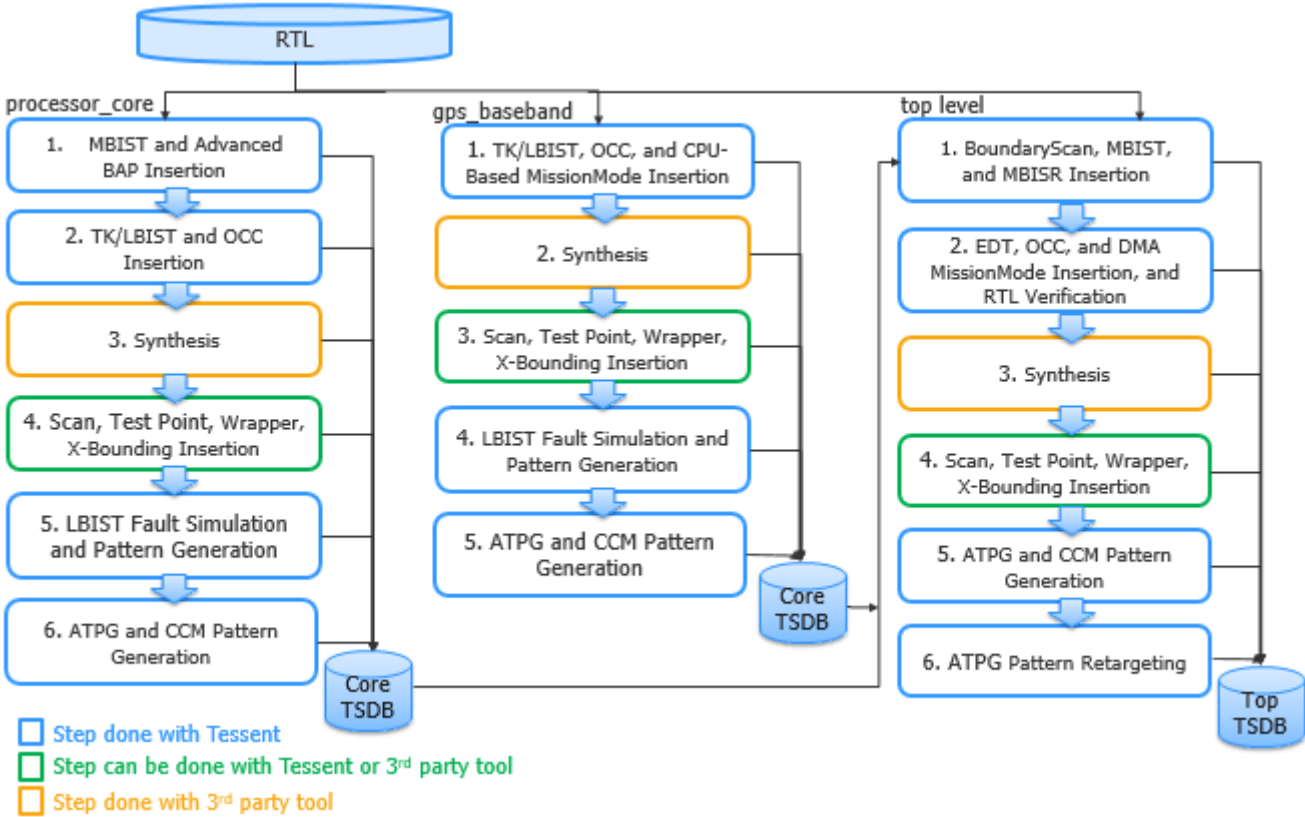 RTL
processor_core
1. MBIST and Advanced
BAP Insertion
2. TK/LBIST and OCC
Insertion
3. Synthesis
4. Scan, Test Point, Wrapper,
X-Bounding Insertion
5. LBIST Fault Simulation
and Pattern Generation
6. ATPG and CCM Pattern
Generation
Core
TSDB
gps_baseband
1. TK/LBIST, OCC, and CPU-
Based MissionMode Insertion
2. Synthesis
3. Scan, Test Point, Wrapper,
X-Bounding Insertion
4. LBIST Fault Simulation and
Pattern Generation
5. ATPG and CCM Pattern
Generation
Core
TSDB
top level
1. BoundaryScan, MBIST,
and MBISR Insertion
2. EDT, OCC, and DMA
MissionMode Insertion, and
RTL Verification
3. Synthesis
4. Scan, Test Point, Wrapper,
X-Bounding Insertion
5. ATPG and CCM Pattern
Generation
6. ATPG Pattern Retargeting
Top
TSDB
Step done with Tessent
Step can be done with Tessent or 3rd party tool
Step done with 3rd party tool